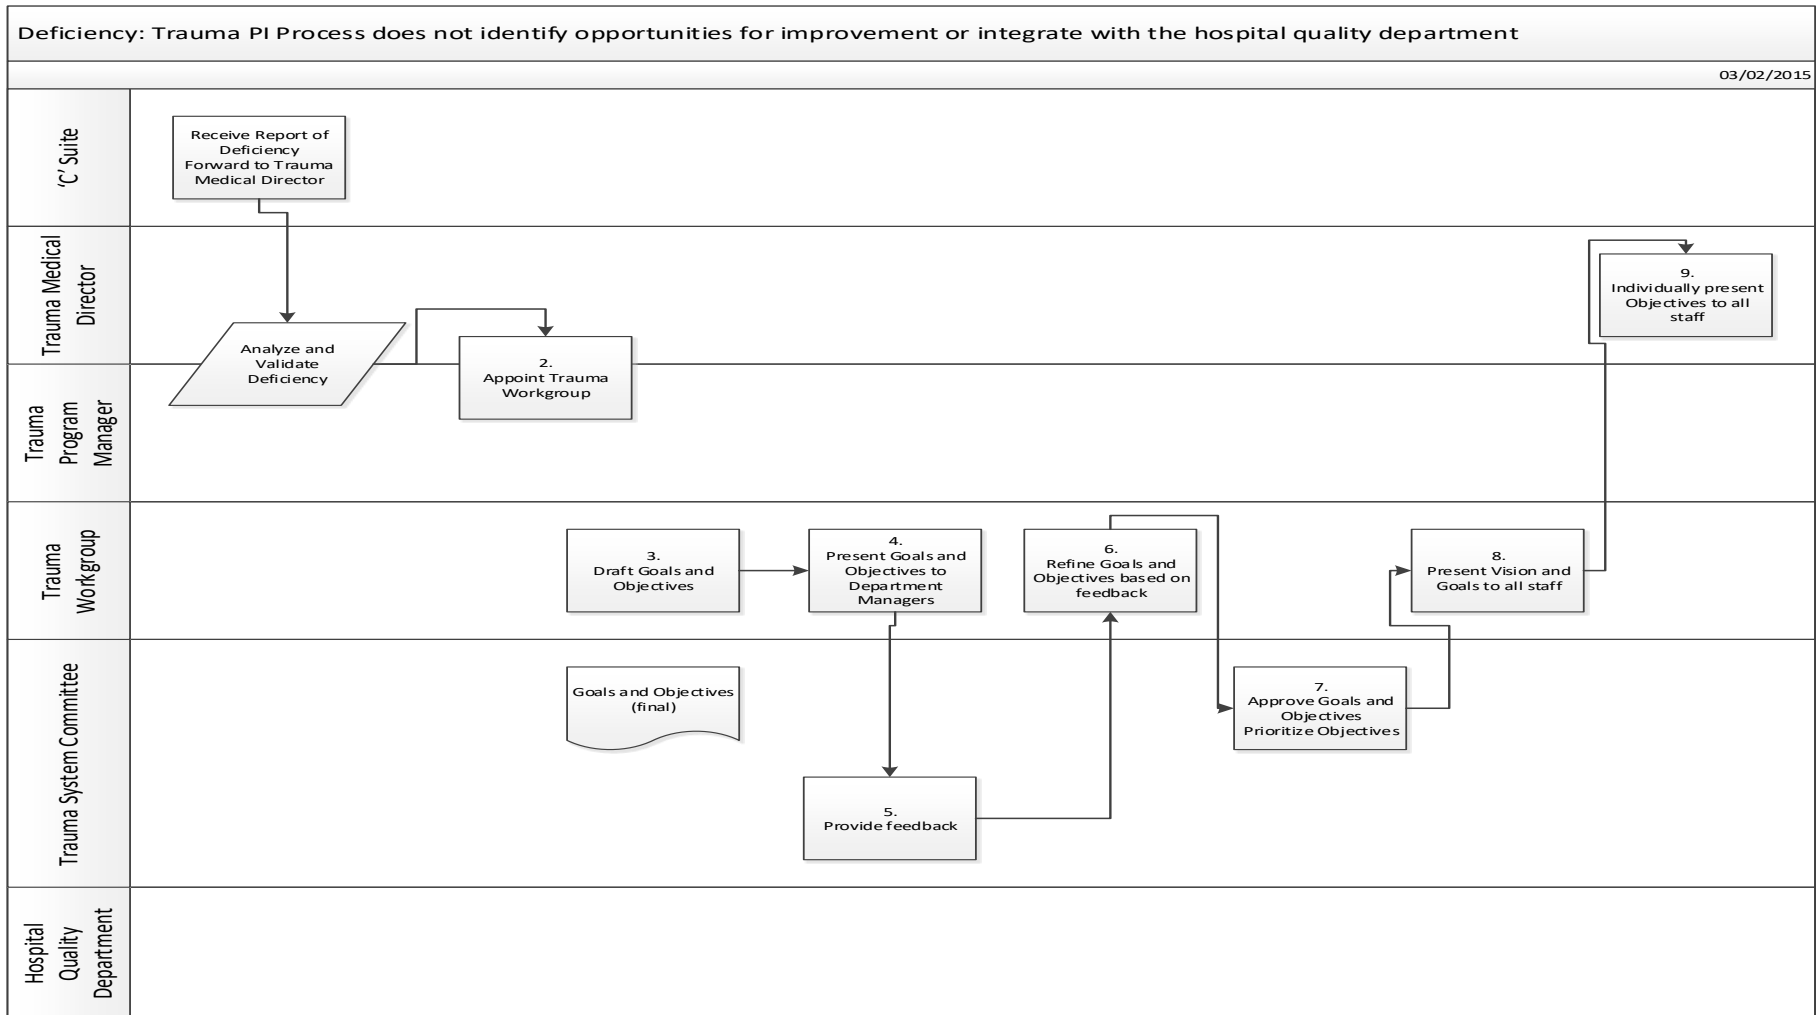 Deficiency: Trauma PI Process does not identify opportunities for improvement or integrate with the hospital quality department
03/02/2015
‘C’ Suite
Receive Report of
Deficiency
Forward to Trauma
Medical Director
Trauma Medical
Director
Analyze and
Validate
Deficiency
2.
Appoint Trauma
Workgroup
9.
Individually present
Objectives to all
staff
Trauma
Program
Manager
Trauma
Workgroup
3.
Draft Goals and
Objectives
4.
Present Goals and
Objectives to
Department
Managers
6.
Refine Goals and
Objectives based on
feedback
8.
Present Vision and
Goals to all staff
Trauma System Committee
Goals and Objectives
(final)
5.
Provide feedback
7.
Approve Goals and
Objectives
Prioritize Objectives
Hospital
Quality
Department